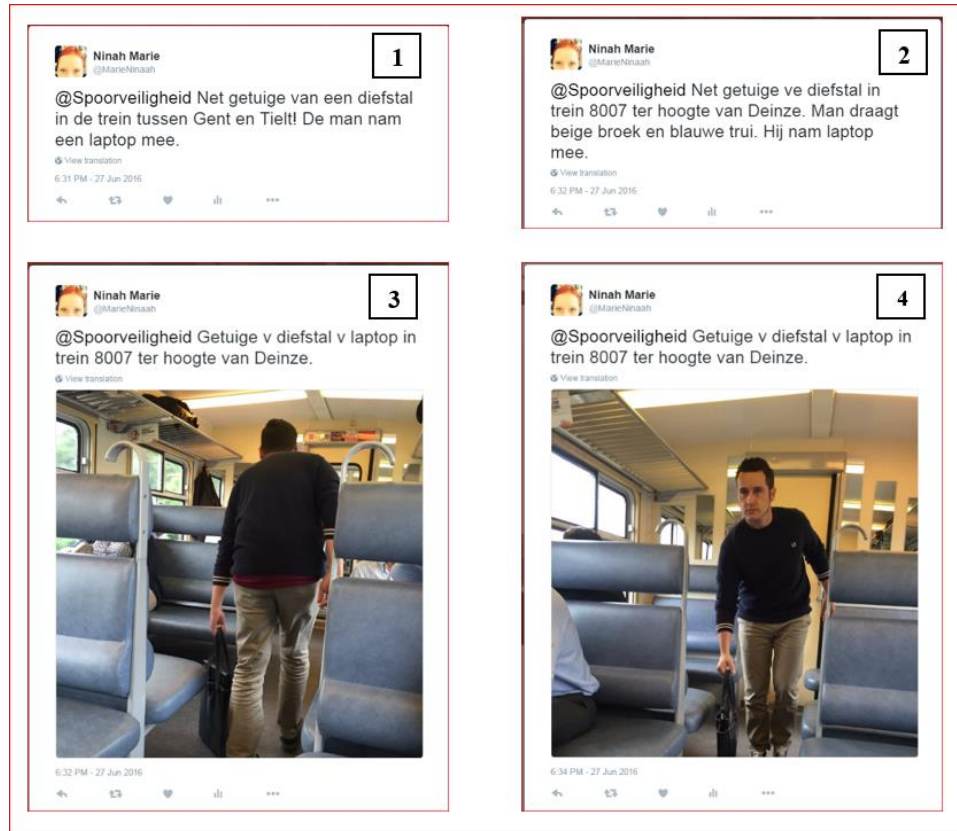 1
Ninah Marie
@MarieNinaah
@Spoorveiligheid Net getuige van een diefstal
in de trein tussen Gent en Tielt! De man nam
een laptop mee.
View translation
6:31 PM - 27 Jun 2016
2
Ninah Marie
@MarieNinaah
@Spoorveiligheid Net getuige ve diefstal in
trein 8007 ter hoogte van Deinze. Man draagt
beige broek en blauwe trui. Hij nam laptop
mee.
View translation
6:32 PM - 27 Jun 2016
3
Ninah Marie
@MarieNinaah
@Spoorveiligheid Getuige v diefstal v laptop in
trein 8007 ter hoogte van Deinze.
View translation
6:32 PM - 27 Jun 2016
4
Ninah Marie
@MarieNinaah
@Spoorveiligheid Getuige v diefstal v laptop in
trein 8007 ter hoogte van Deinze.
View translation
6:34 PM - 27 Jun 2016